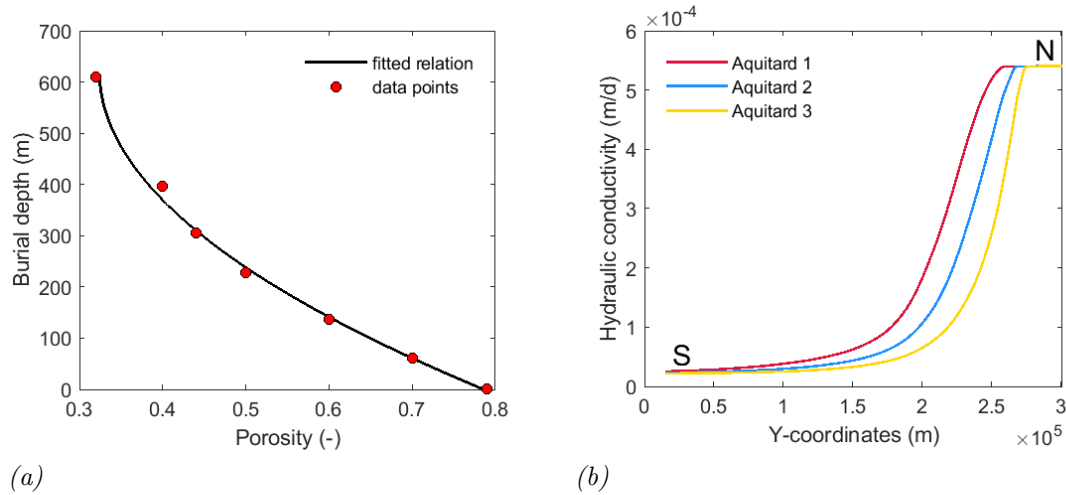 700
600
500
400
300
200
100
0
0.3
0.4
0.5
0.6
0.7
0.8
Burial depth (m)
Porosity (-)
fitted relation
data points
(a)
×10⁻⁴
6
5
4
3
2
1
0
0
0.5
1
1.5
2
2.5
3
Hydraulic conductivity (m/d)
Y-coordinates (m)
×10⁵
Aquitard 1
Aquitard 2
Aquitard 3
N
S
(b)